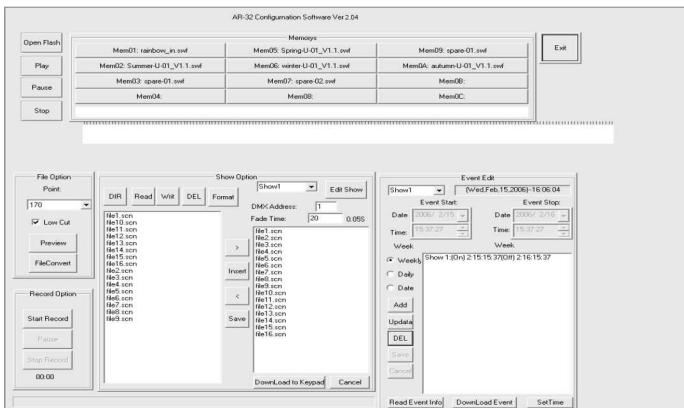 AR-32 Configurnation Software Ver 2.04
Open Flash
Play
Pause
Stop
Memorys
Mem01: rainbow_in.swf
Mem05: Spring-U-01_V1.1.swf
Mem09: spare-01.swf
Mem02: Summer-U-01_V1.1.swf
Mem06: winter-U-01_V1.1.swf
Mem0A: autumn-U-01_V1.1.swf
Mem03: spare-01.swf
Mem07: spare-02.swf
Mem0B:
Mem04:
Mem08:
Mem0C:
Exit
File Option
Point:
170
Low Cut
Preview
FileConvert
Record Option
Start Record
Pause
Stop Record
00:00
Show Option
DIR Read Writ DEL Format
Show1
Edit Show
DMX Address: 1
Fade Time: 20 0.05S
file1.scn
file10.scn
file11.scn
file12.scn
file13.scn
file14.scn
file15.scn
file16.scn
file2.scn
file3.scn
file4.scn
file5.scn
file6.scn
file7.scn
file8.scn
file9.scn
>
Insert
<
Save
file1.scn
file2.scn
file3.scn
file4.scn
file5.scn
file6.scn
file7.scn
file8.scn
file9.scn
file10.scn
file11.scn
file12.scn
file13.scn
file14.scn
file15.scn
file16.scn
DownLoad to Keypad
Cancel
Event Edit
Show1
(Wed,Feb,15,2006)-16:06:04
Event Start:
Event Stop:
Date 2006/ 2/15
Date 2006/ 2/16
Time: 15:37:27
Time: 15:37:27
Week
Week
Weekly
Daily
Date
Show 1:(On) 2:15:15:37(Off) 2:16:15:37
Add
Updata
DEL
Save
Cancel
Read Event Info
DownLoad Event
SetTime